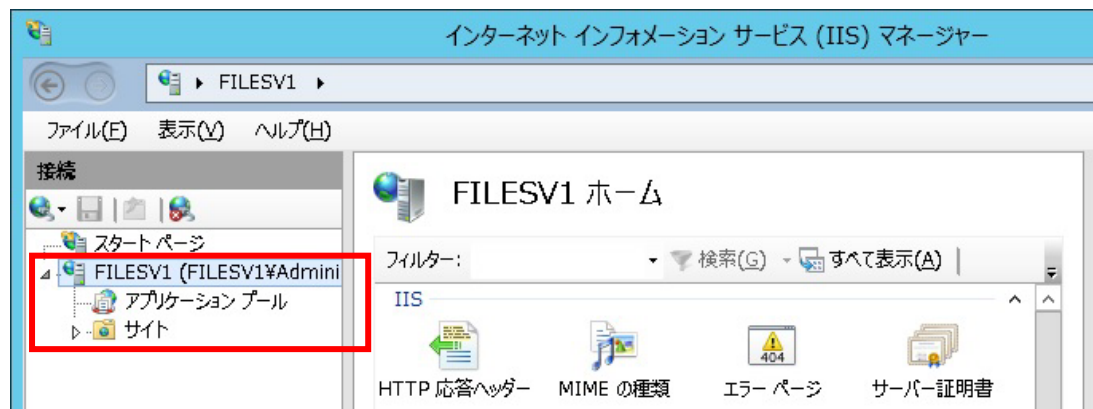 インターネット インフォメーション サービス (IIS) マネージャー
FILESV1
ファイル(F) 表示(V) ヘルプ(H)
接続
スタート ページ
FILESV1 (FILESV1¥Admini
アプリケーション プール
サイト
FILESV1 ホーム
フィルター: 検索(G) すべて表示(A)
IIS
404
HTTP 応答ヘッダー MIME の種類 エラー ページ サーバー証明書